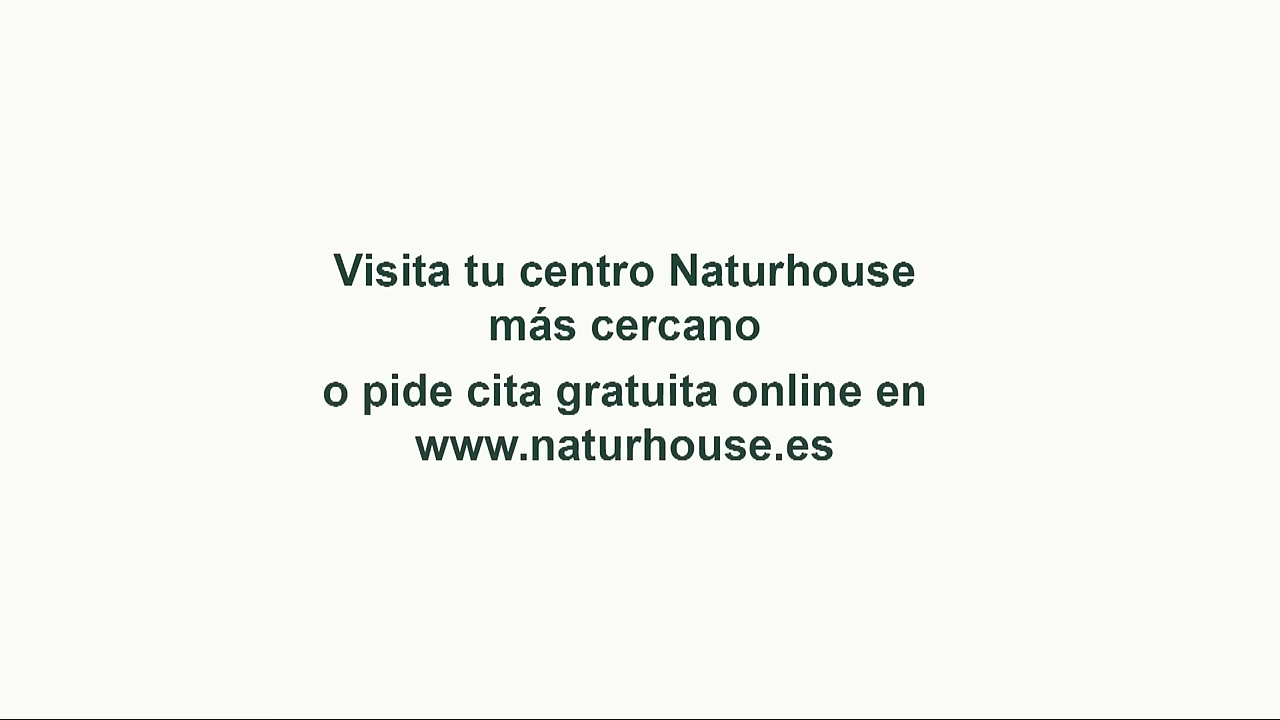 Visita tu centro Naturhouse
más cercano
o pide cita gratuita online en
www.naturhouse.es